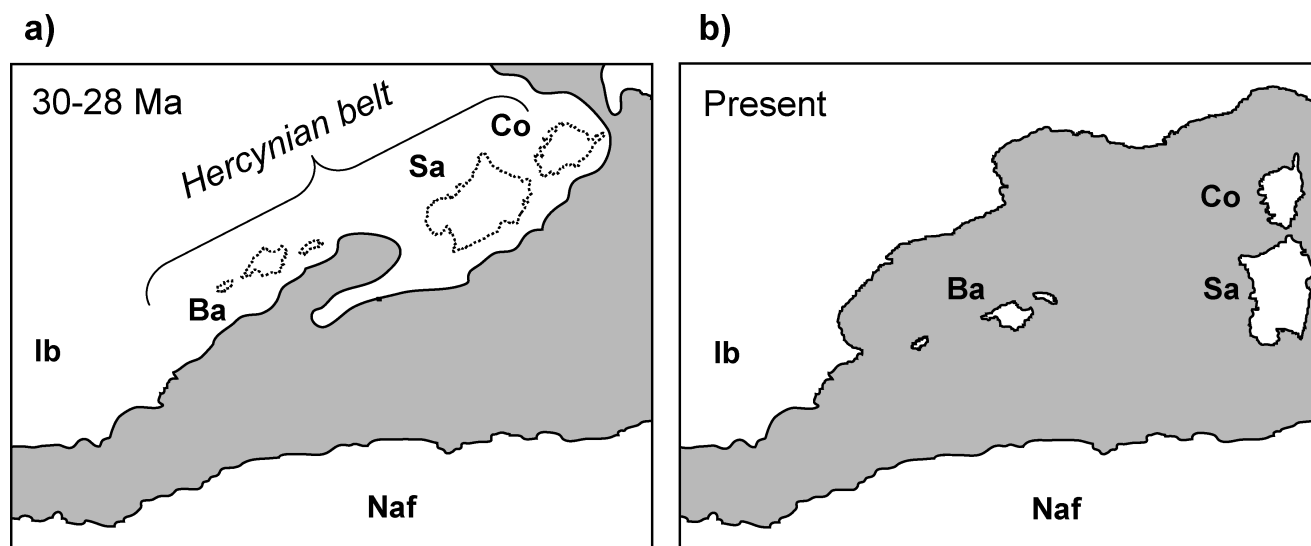 a)
30-28 Ma
Hercynian belt
Co
Sa
Ba
Ib
Naf
b)
Present
Co
Ba
Sa
Ib
Naf